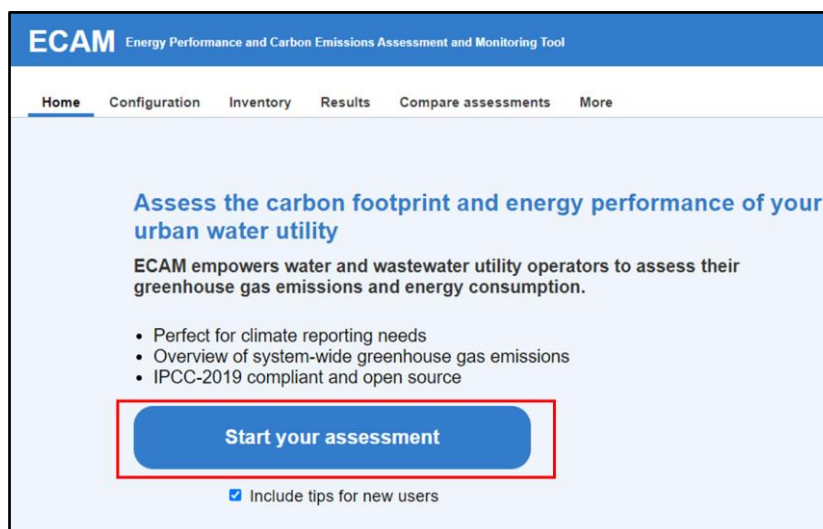 ECAM Energy Performance and Carbon Emissions Assessment and Monitoring Tool
Home Configuration Inventory Results Compare assessments More
Assess the carbon footprint and energy performance of your
urban water utility
ECAM empowers water and wastewater utility operators to assess their
greenhouse gas emissions and energy consumption.
• Perfect for climate reporting needs
• Overview of system-wide greenhouse gas emissions
• IPCC-2019 compliant and open source
Start your assessment
Include tips for new users